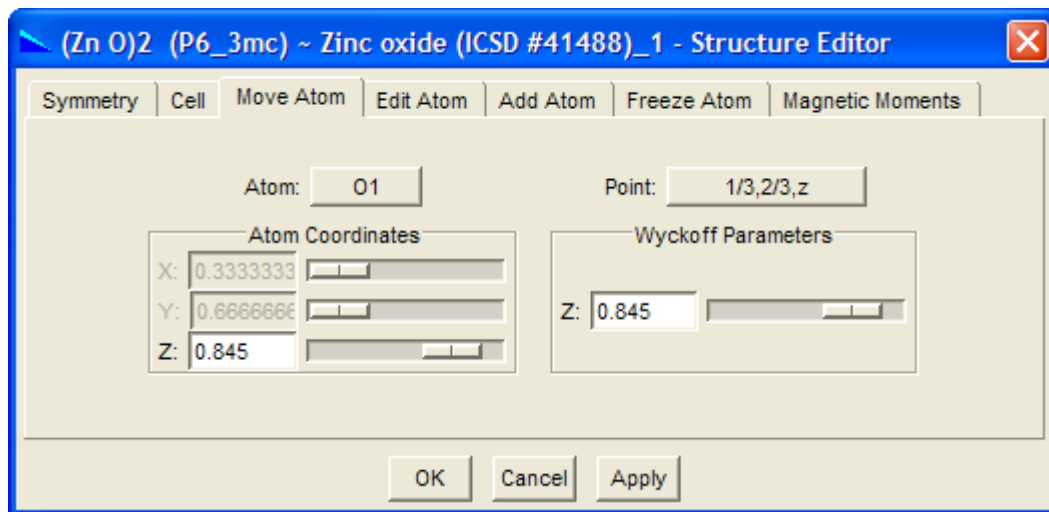 (Zn O)2 (P6_3mc) ~ Zinc oxide (ICSD #41488)_1 - Structure Editor
Symmetry Cell Move Atom Edit Atom Add Atom Freeze Atom Magnetic Moments
Atom: O1 Point: 1/3,2/3,z
Atom Coordinates Wyckoff Parameters
X: 0.3333333
Y: 0.6666666 Z: 0.845
Z: 0.845
OK Cancel Apply